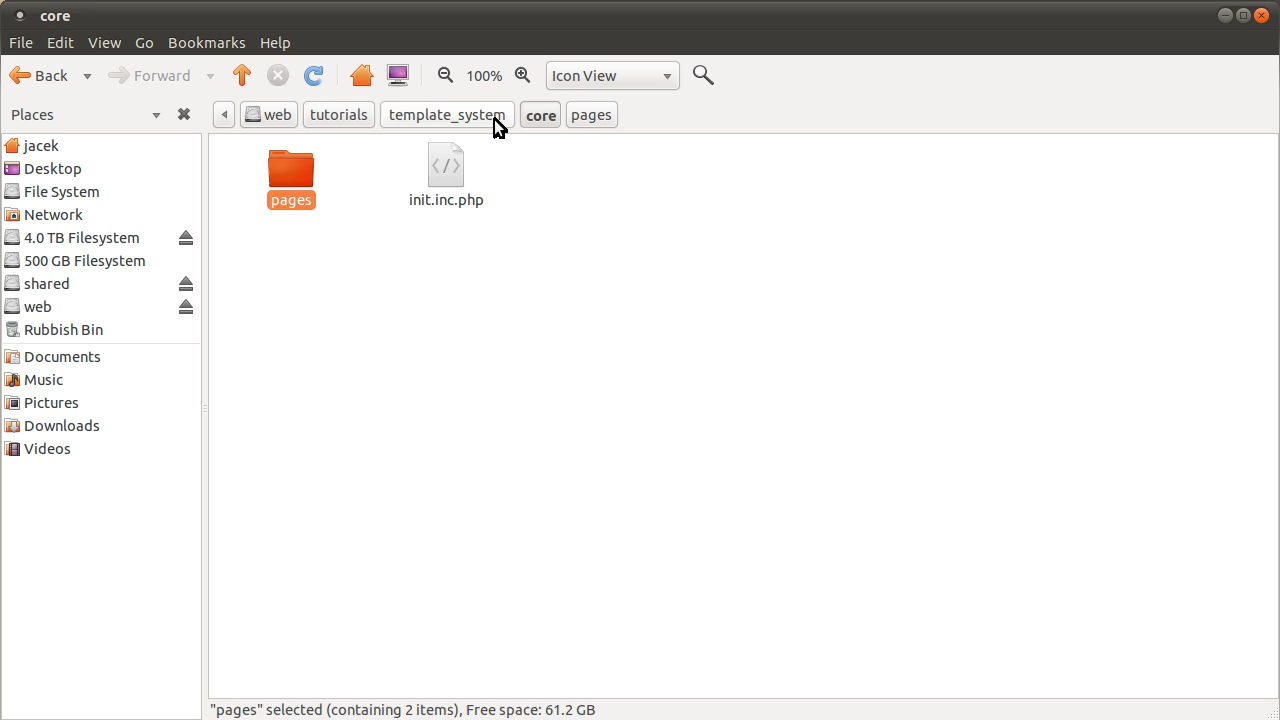 core
File Edit View Go Bookmarks Help
Back Forward 100% Icon View
Places
web tutorials template_system core pages
jacek
Desktop
File System
Network
4.0 TB Filesystem
500 GB Filesystem
shared
web
Rubbish Bin
Documents
Music
Pictures
Downloads
Videos
pages init.inc.php
"pages" selected (containing 2 items), Free space: 61.2 GB